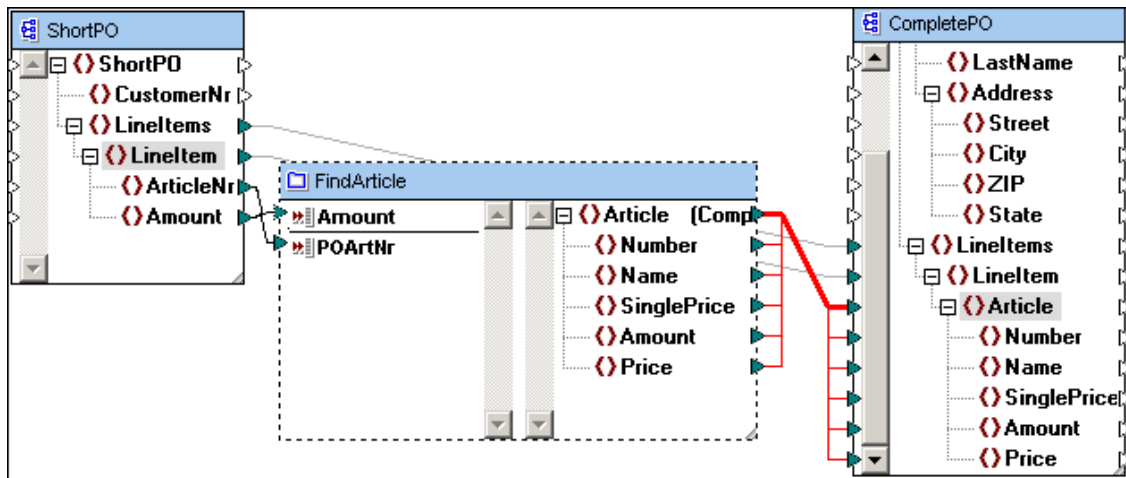 ShortPO
ShortPO
CustomerNr
LineItems
LineItem
ArticleNr
Amount
FindArticle
Amount
POArtNr
Article (Comp
Number
Name
SinglePrice
Amount
Price
CompletePO
LastName
Address
Street
City
ZIP
State
LineItems
LineItem
Article
Number
Name
SinglePrice
Amount
Price